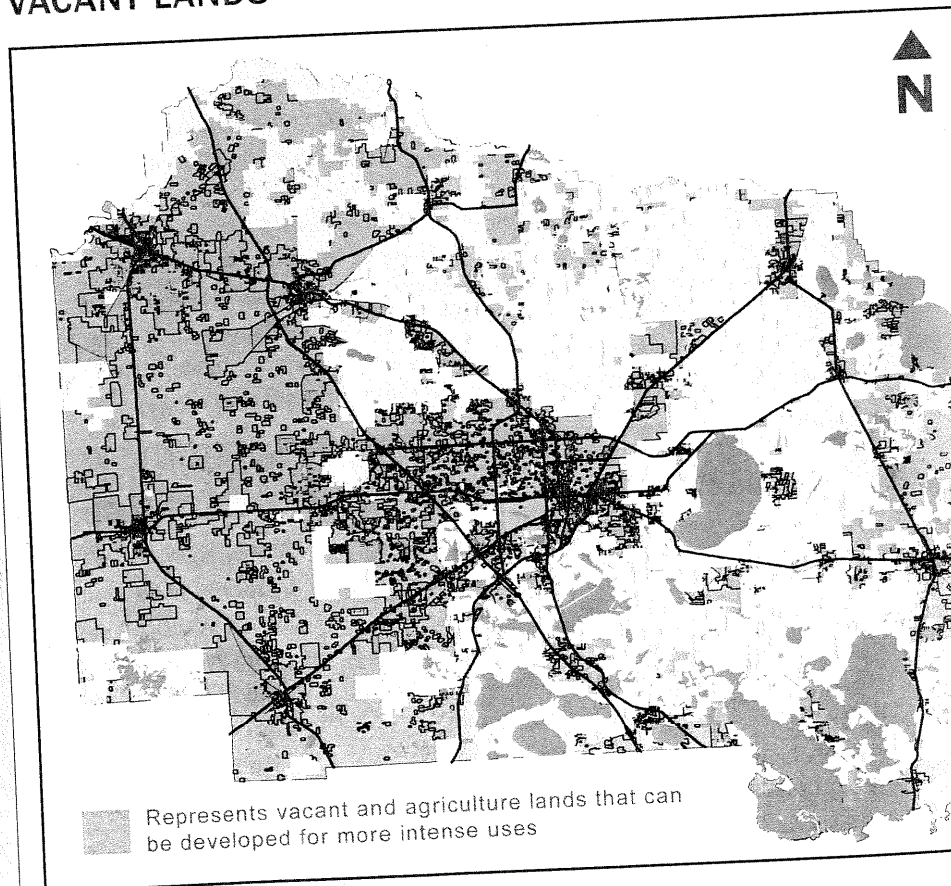 VACANT LANDS
N
Represents vacant and agriculture lands that can
be developed for more intense uses